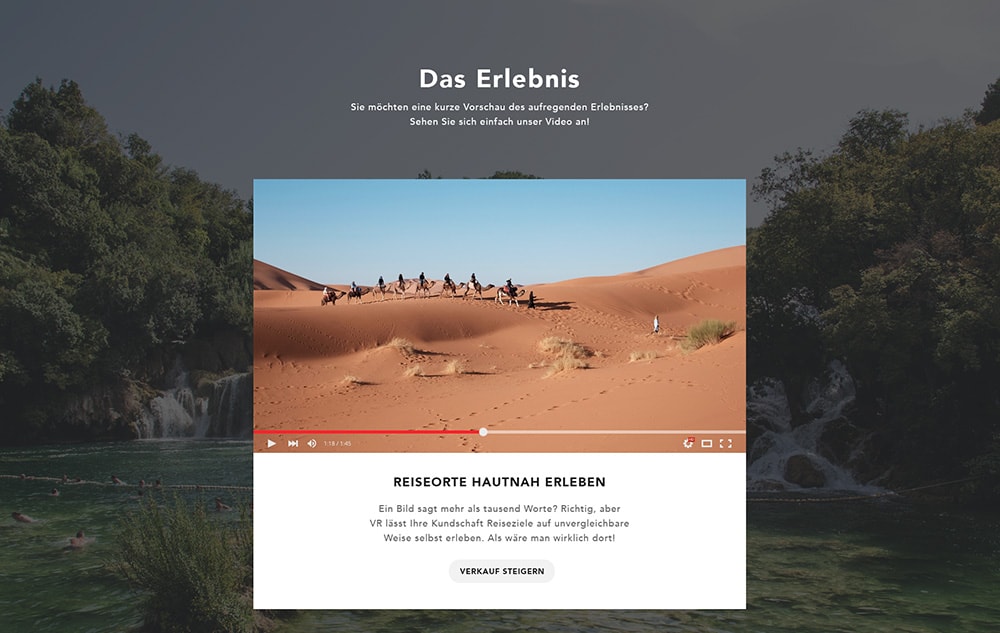 Das Erlebnis
Sie möchten eine kurze Vorschau des aufregenden Erlebnisses?
Sehen Sie sich einfach unser Video an!
1:18 / 1:45
REISEORTE HAUTNAH ERLEBEN
Ein Bild sagt mehr als tausend Worte? Richtig, aber
VR lässt Ihre Kundschaft Reiseziele auf unvergleichbare
Weise selbst erleben. Als wäre man wirklich dort!
VERKAUF STEIGERN